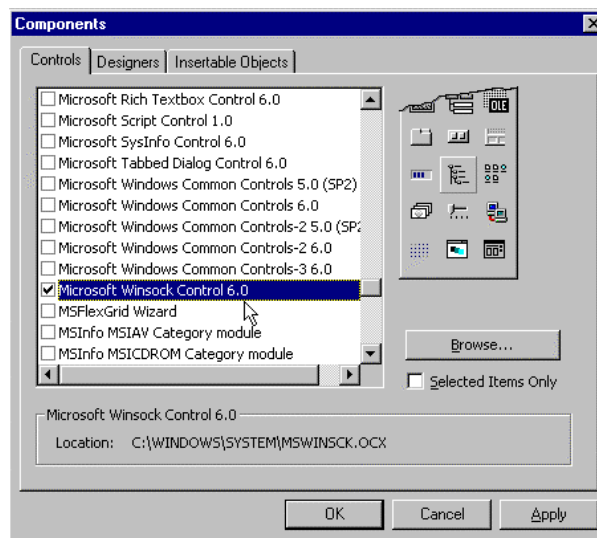 Components
Controls Designers Insertable Objects
Microsoft Rich Textbox Control 6.0
Microsoft Script Control 1.0
Microsoft SysInfo Control 6.0
Microsoft Tabbed Dialog Control 6.0
Microsoft Windows Common Controls 5.0 (SP2)
Microsoft Windows Common Controls 6.0
Microsoft Windows Common Controls-2 5.0 (SP2
Microsoft Windows Common Controls-2 6.0
Microsoft Windows Common Controls-3 6.0
Microsoft Winsock Control 6.0
MSFlexGrid Wizard
MSInfo MSIAV Category module
MSInfo MSICDROM Category module
OLE
Browse...
Selected Items Only
Microsoft Winsock Control 6.0
Location: C:\WINDOWS\SYSTEM\MSWINSCK.OCX
OK Cancel Apply